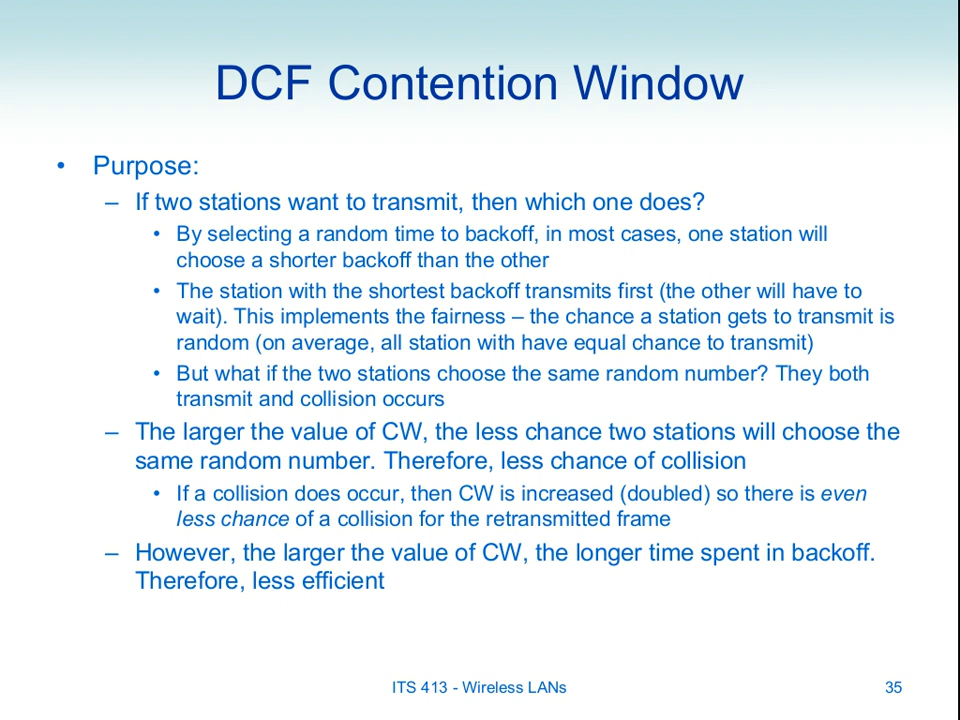 DCF Contention Window
• Purpose:
– If two stations want to transmit, then which one does?
• By selecting a random time to backoff, in most cases, one station will
choose a shorter backoff than the other
• The station with the shortest backoff transmits first (the other will have to
wait). This implements the fairness – the chance a station gets to transmit is
random (on average, all station with have equal chance to transmit)
• But what if the two stations choose the same random number? They both
transmit and collision occurs
– The larger the value of CW, the less chance two stations will choose the
same random number. Therefore, less chance of collision
• If a collision does occur, then CW is increased (doubled) so there is even
less chance of a collision for the retransmitted frame
– However, the larger the value of CW, the longer time spent in backoff.
Therefore, less efficient
ITS 413 - Wireless LANs
35